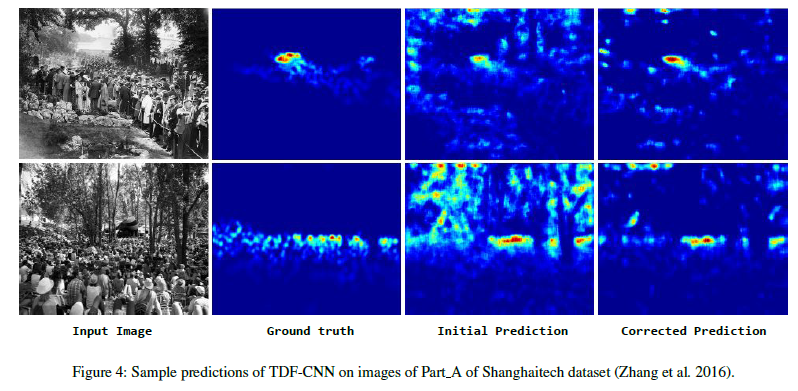 Input Image
Ground truth
Initial Prediction
Corrected Prediction
Figure 4: Sample predictions of TDF-CNN on images of Part_A of Shanghaitech dataset (Zhang et al. 2016).